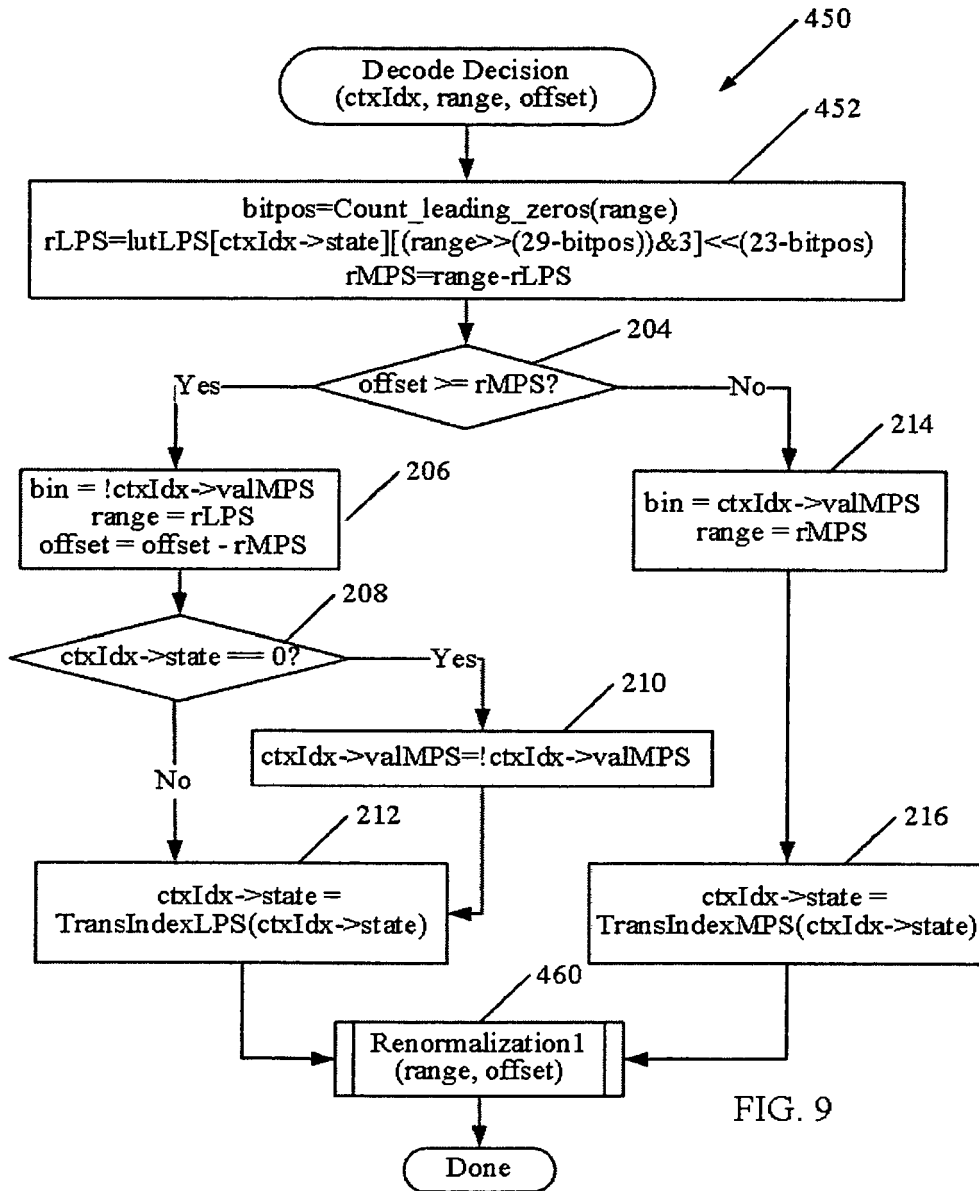 450
Decode Decision
(ctxIdx, range, offset)
452
bitpos=Count_leading_zeros(range)
rLPS=lutLPS[ctxIdx->state][(range>>(29-bitpos))&3]<<(23-bitpos)
rMPS=range-rLPS
204
offset >= rMPS?
Yes
No
206
bin = !ctxIdx->valMPS
range = rLPS
offset = offset - rMPS
214
bin = ctxIdx->valMPS
range = rMPS
208
ctxIdx->state == 0?
Yes
No
210
ctxIdx->valMPS=!ctxIdx->valMPS
212
ctxIdx->state =
TransIndexLPS(ctxIdx->state)
216
ctxIdx->state =
TransIndexMPS(ctxIdx->state)
460
Renormalization1
(range, offset)
FIG. 9
Done